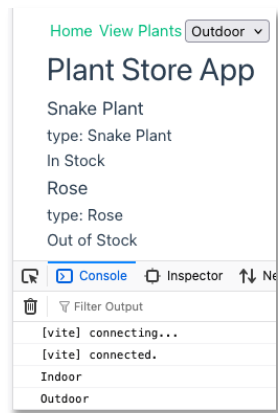 Home View Plants Outdoor
Plant Store App
Snake Plant
type: Snake Plant
In Stock
Rose
type: Rose
Out of Stock
Console Inspector Ne
Filter Output
[vite] connecting...
[vite] connected.
Indoor
Outdoor